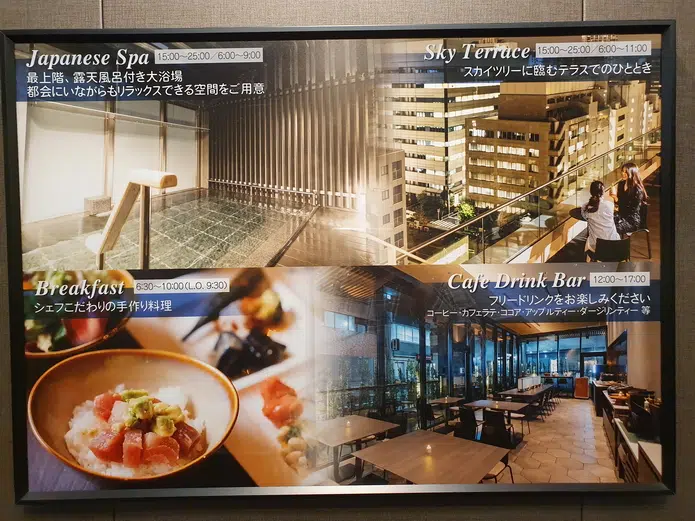 Japanese Spa 15:00～25:00／6:00～9:00
最上階、露天風呂付き大浴場
都会にいながらもリラックスできる空間をご用意
Sky Terrace 15:00～25:00／6:00～11:00
スカイツリーに臨むテラスでのひととき
Breakfast 6:30～10:00(L.O. 9:30)
シェフこだわりの手作り料理
Cafe Drink Bar 12:00～17:00
フリードリンクをお楽しみください
コーヒー・カフェラテ・ココア・アップルティー・ダージリンティー 等